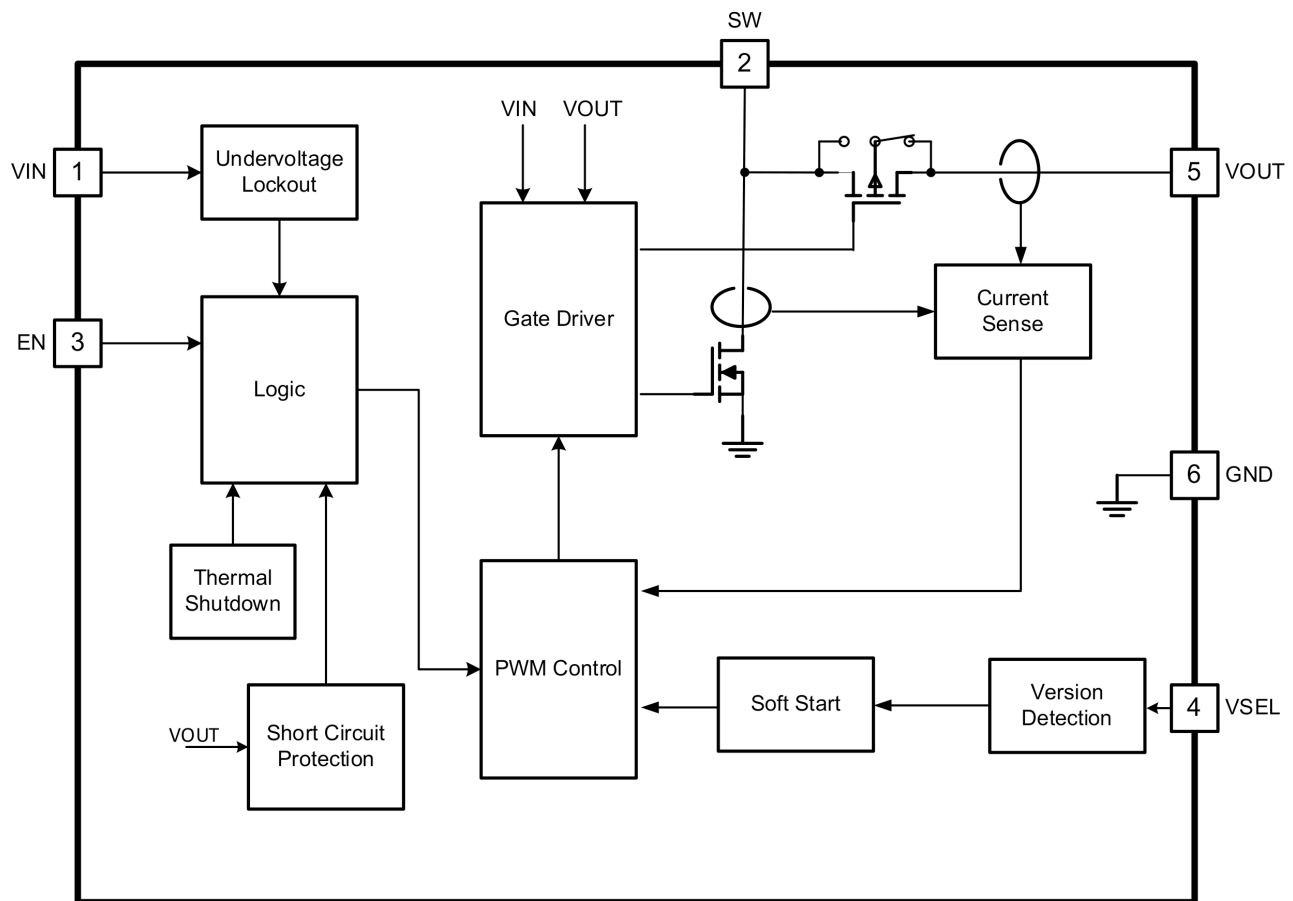 SW
2
VIN VOUT
Undervoltage
Lockout
VIN 1
5 VOUT
Gate Driver
Current
Sense
EN 3
Logic
6 GND
Thermal
Shutdown
PWM Control
Soft Start
Version
Detection
4 VSEL
VOUT
Short Circuit
Protection